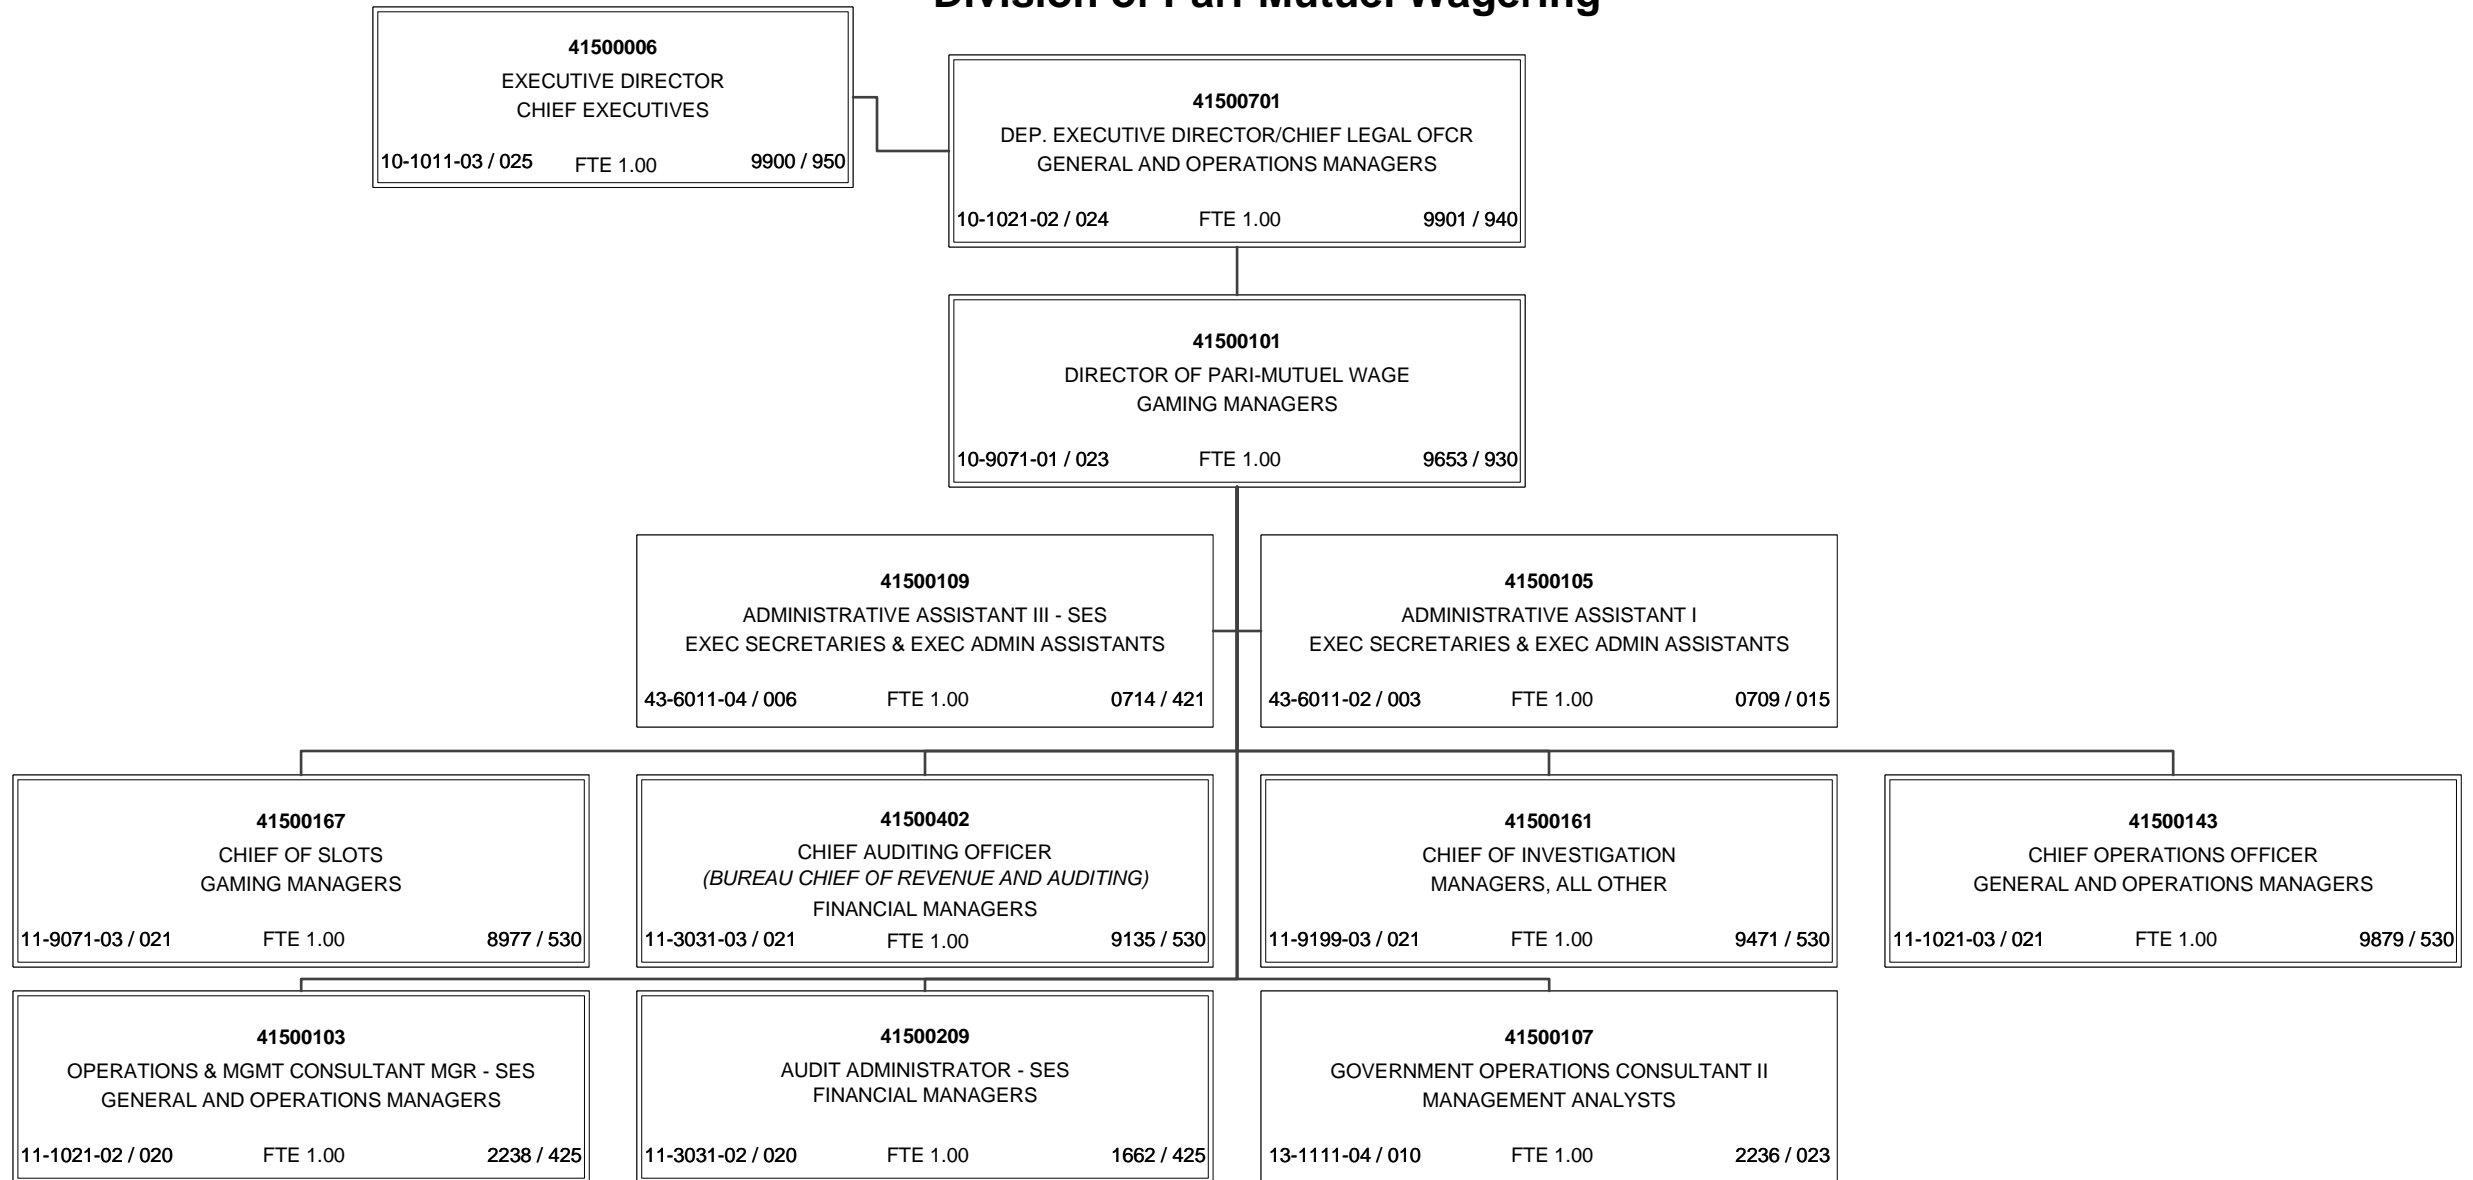 Division of Pari-Mutuel Wagering
41500006
EXECUTIVE DIRECTOR
CHIEF EXECUTIVES
10-1011-03 / 025 FTE 1.00 9900 / 950
41500701
DEP. EXECUTIVE DIRECTOR/CHIEF LEGAL OFCR
GENERAL AND OPERATIONS MANAGERS
10-1021-02 / 024 FTE 1.00 9901 / 940
41500101
DIRECTOR OF PARI-MUTUEL WAGE
GAMING MANAGERS
10-9071-01 / 023 FTE 1.00 9653 / 930
41500109
ADMINISTRATIVE ASSISTANT III - SES
EXEC SECRETARIES & EXEC ADMIN ASSISTANTS
43-6011-04 / 006 FTE 1.00 0714 / 421
41500105
ADMINISTRATIVE ASSISTANT I
EXEC SECRETARIES & EXEC ADMIN ASSISTANTS
43-6011-02 / 003 FTE 1.00 0709 / 015
41500167
CHIEF OF SLOTS
GAMING MANAGERS
11-9071-03 / 021 FTE 1.00 8977 / 530
41500402
CHIEF AUDITING OFFICER
(BUREAU CHIEF OF REVENUE AND AUDITING)
FINANCIAL MANAGERS
11-3031-03 / 021 FTE 1.00 9135 / 530
41500161
CHIEF OF INVESTIGATION
MANAGERS, ALL OTHER
11-9199-03 / 021 FTE 1.00 9471 / 530
41500143
CHIEF OPERATIONS OFFICER
GENERAL AND OPERATIONS MANAGERS
11-1021-03 / 021 FTE 1.00 9879 / 530
41500103
OPERATIONS & MGMT CONSULTANT MGR - SES
GENERAL AND OPERATIONS MANAGERS
11-1021-02 / 020 FTE 1.00 2238 / 425
41500209
AUDIT ADMINISTRATOR - SES
FINANCIAL MANAGERS
11-3031-02 / 020 FTE 1.00 1662 / 425
41500107
GOVERNMENT OPERATIONS CONSULTANT II
MANAGEMENT ANALYSTS
13-1111-04 / 010 FTE 1.00 2236 / 023